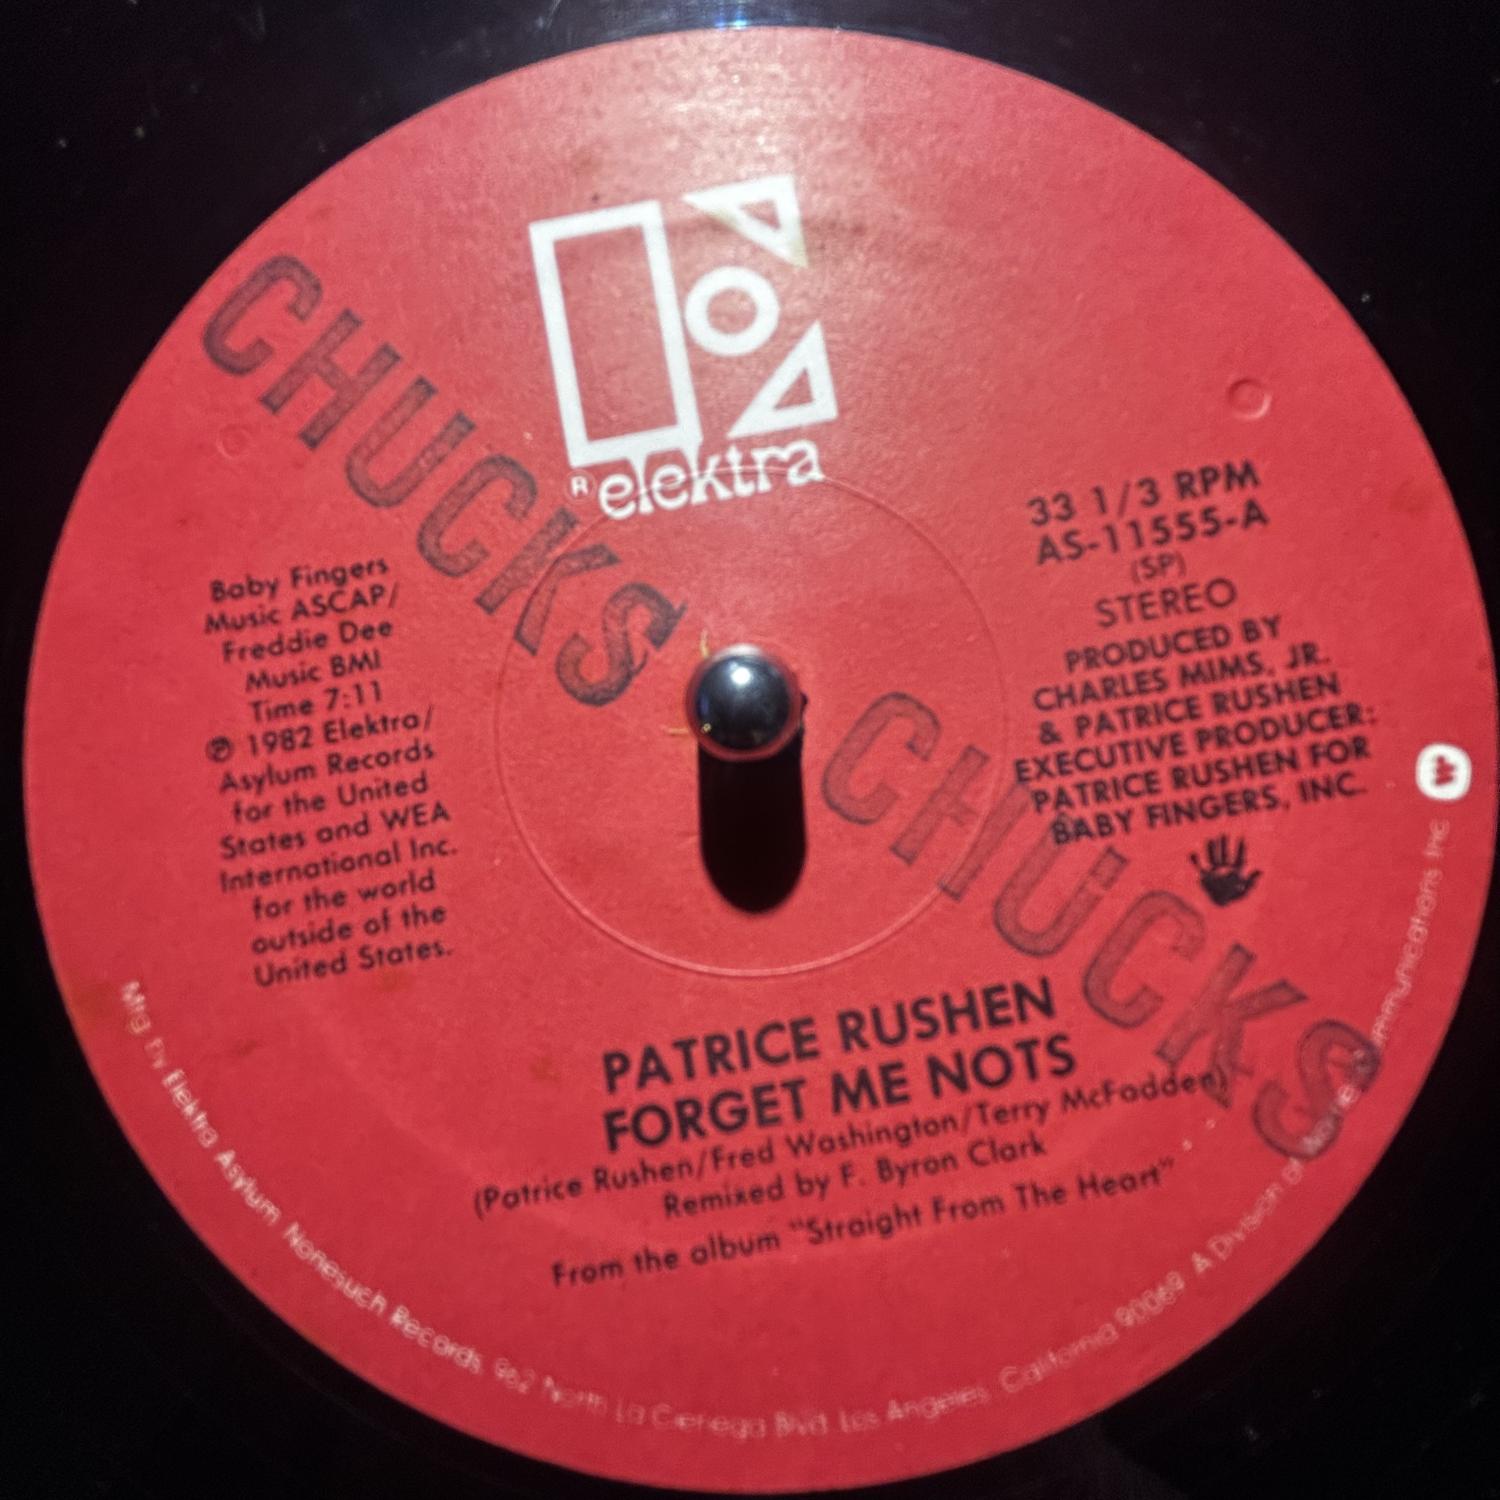 CHUCKS
®elektra
33 1/3 RPM
AS-11555-A
(SP)
STEREO
PRODUCED BY
CHARLES MIMS, JR.
& PATRICE RUSHEN
EXECUTIVE PRODUCER:
PATRICE RUSHEN FOR
BABY FINGERS, INC.
Baby Fingers
Music ASCAP/
Freddie Dee
Music BMI
Time 7:11
℗ 1982 Elektra/
Asylum Records
for the United
States and WEA
International Inc.
for the world
outside of the
United States.
CHUCKS
PATRICE RUSHEN
FORGET ME NOTS
(Patrice Rushen/Fred Washington/Terry McFadden)
Remixed by F. Byron Clark
From the album "Straight From The Heart"
Mfg. by Elektra Asylum Nonesuch Records, 962 North La Cienega Blvd. Los Angeles, California 90069 A Division of Warner Communications Inc.
W